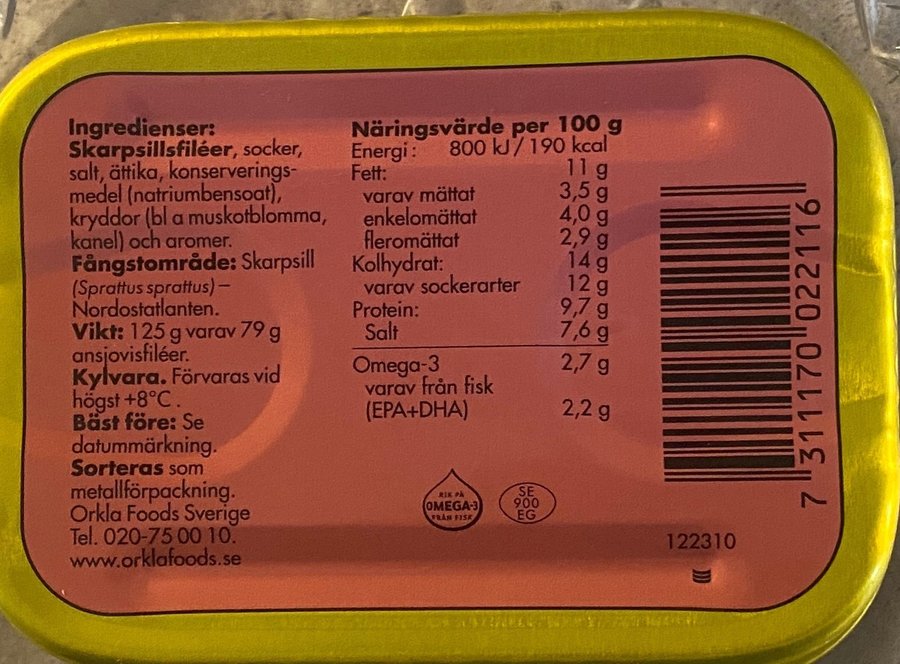 Ingredienser:
Skarpsillsfiléer, socker,
salt, ättika, konserverings-
medel (natriumbensoat),
kryddor (bl a muskotblomma,
kanel) och aromer.
Fångstområde: Skarpsill
(Sprattus sprattus) –
Nordostatlanten.
Vikt: 125 g varav 79 g
ansjovisfiléer.
Kylvara. Förvaras vid
högst +8°C.
Bäst före: Se
datummärkning.
Sorteras som
metallförpackning.
Orkla Foods Sverige
Tel. 020-75 00 10.
www.orklafoods.se
Näringsvärde per 100 g
Energi: 800 kJ/190 kcal
Fett: 11 g
varav mättat 3,5 g
enkelomättat 4,0 g
fleromättat 2,9 g
Kolhydrat: 14 g
varav sockerarter 12 g
Protein: 9,7 g
Salt 7,6 g
Omega-3 2,7 g
varav från fisk
(EPA+DHA) 2,2 g
RIK PÅ
OMEGA-3
FRÅN FISK
SE
900
EG
7 311170 022116
122310